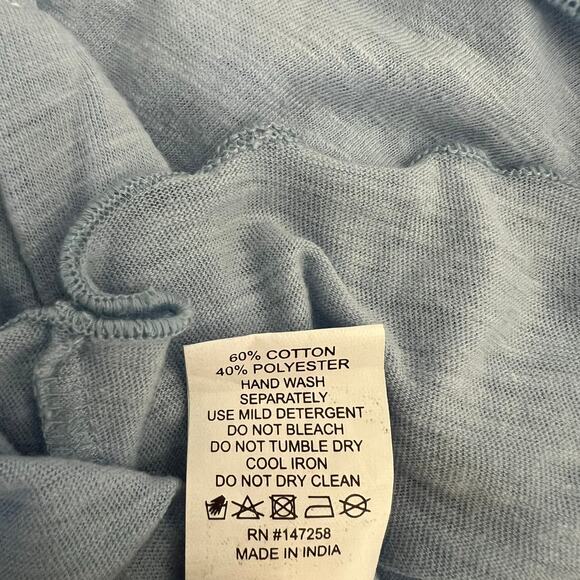 60% COTTON
40% POLYESTER
HAND WASH
SEPARATELY
USE MILD DETERGENT
DO NOT BLEACH
DO NOT TUMBLE DRY
COOL IRON
DO NOT DRY CLEAN
RN #147258
MADE IN INDIA